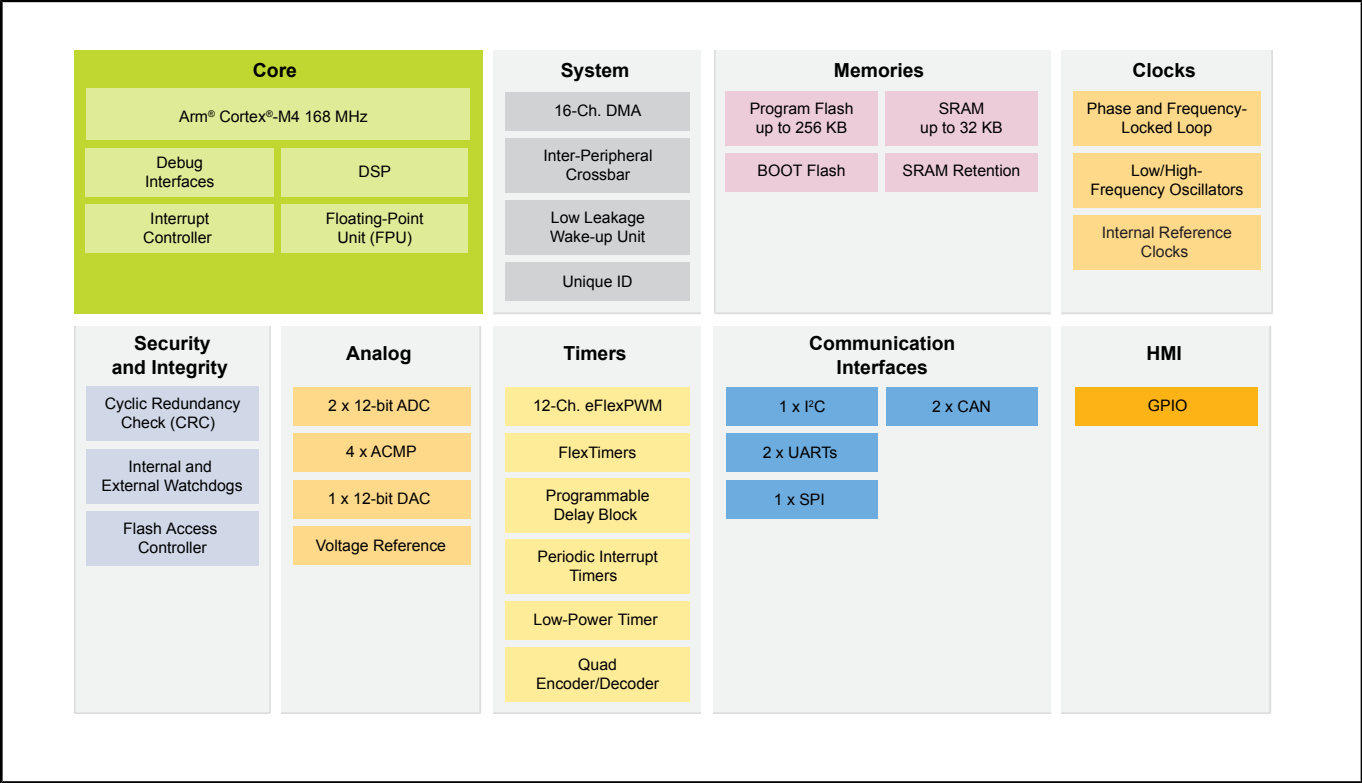 Core
Arm® Cortex®-M4 168 MHz
Debug
Interfaces
DSP
Interrupt
Controller
Floating-Point
Unit (FPU)
System
16-Ch. DMA
Inter-Peripheral
Crossbar
Low Leakage
Wake-up Unit
Unique ID
Memories
Program Flash
up to 256 KB
SRAM
up to 32 KB
BOOT Flash
SRAM Retention
Clocks
Phase and Frequency-
Locked Loop
Low/High-
Frequency Oscillators
Internal Reference
Clocks
Security
and Integrity
Cyclic Redundancy
Check (CRC)
Internal and
External Watchdogs
Flash Access
Controller
Analog
2 x 12-bit ADC
4 x ACMP
1 x 12-bit DAC
Voltage Reference
Timers
12-Ch. eFlexPWM
FlexTimers
Programmable
Delay Block
Periodic Interrupt
Timers
Low-Power Timer
Quad
Encoder/Decoder
Communication
Interfaces
1 x I²C
2 x CAN
2 x UARTs
1 x SPI
HMI
GPIO